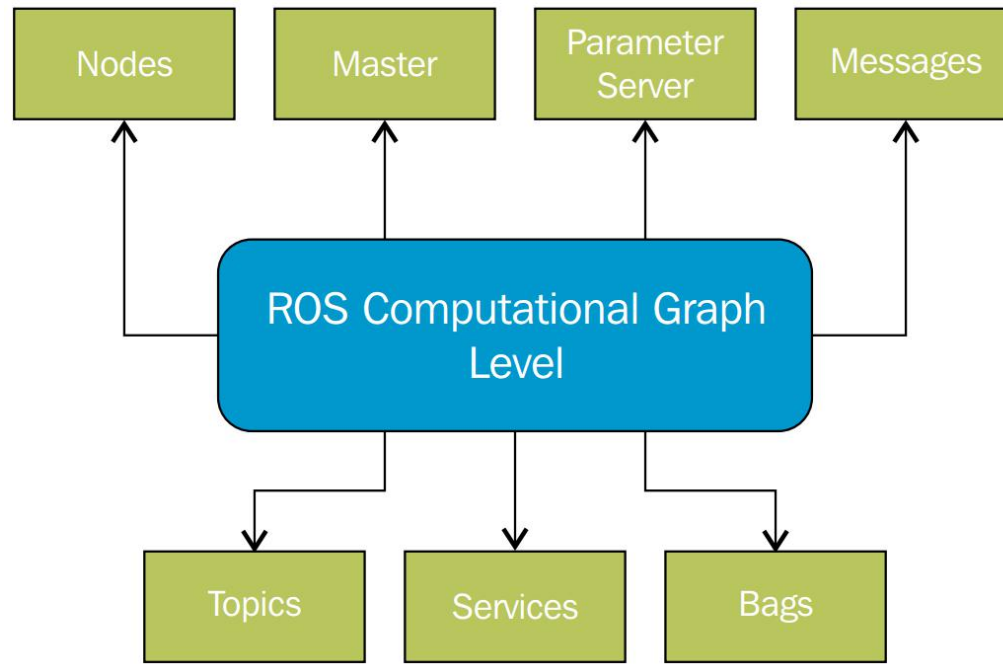 Nodes
Master
Parameter
Server
Messages
ROS Computational Graph
Level
Topics
Services
Bags